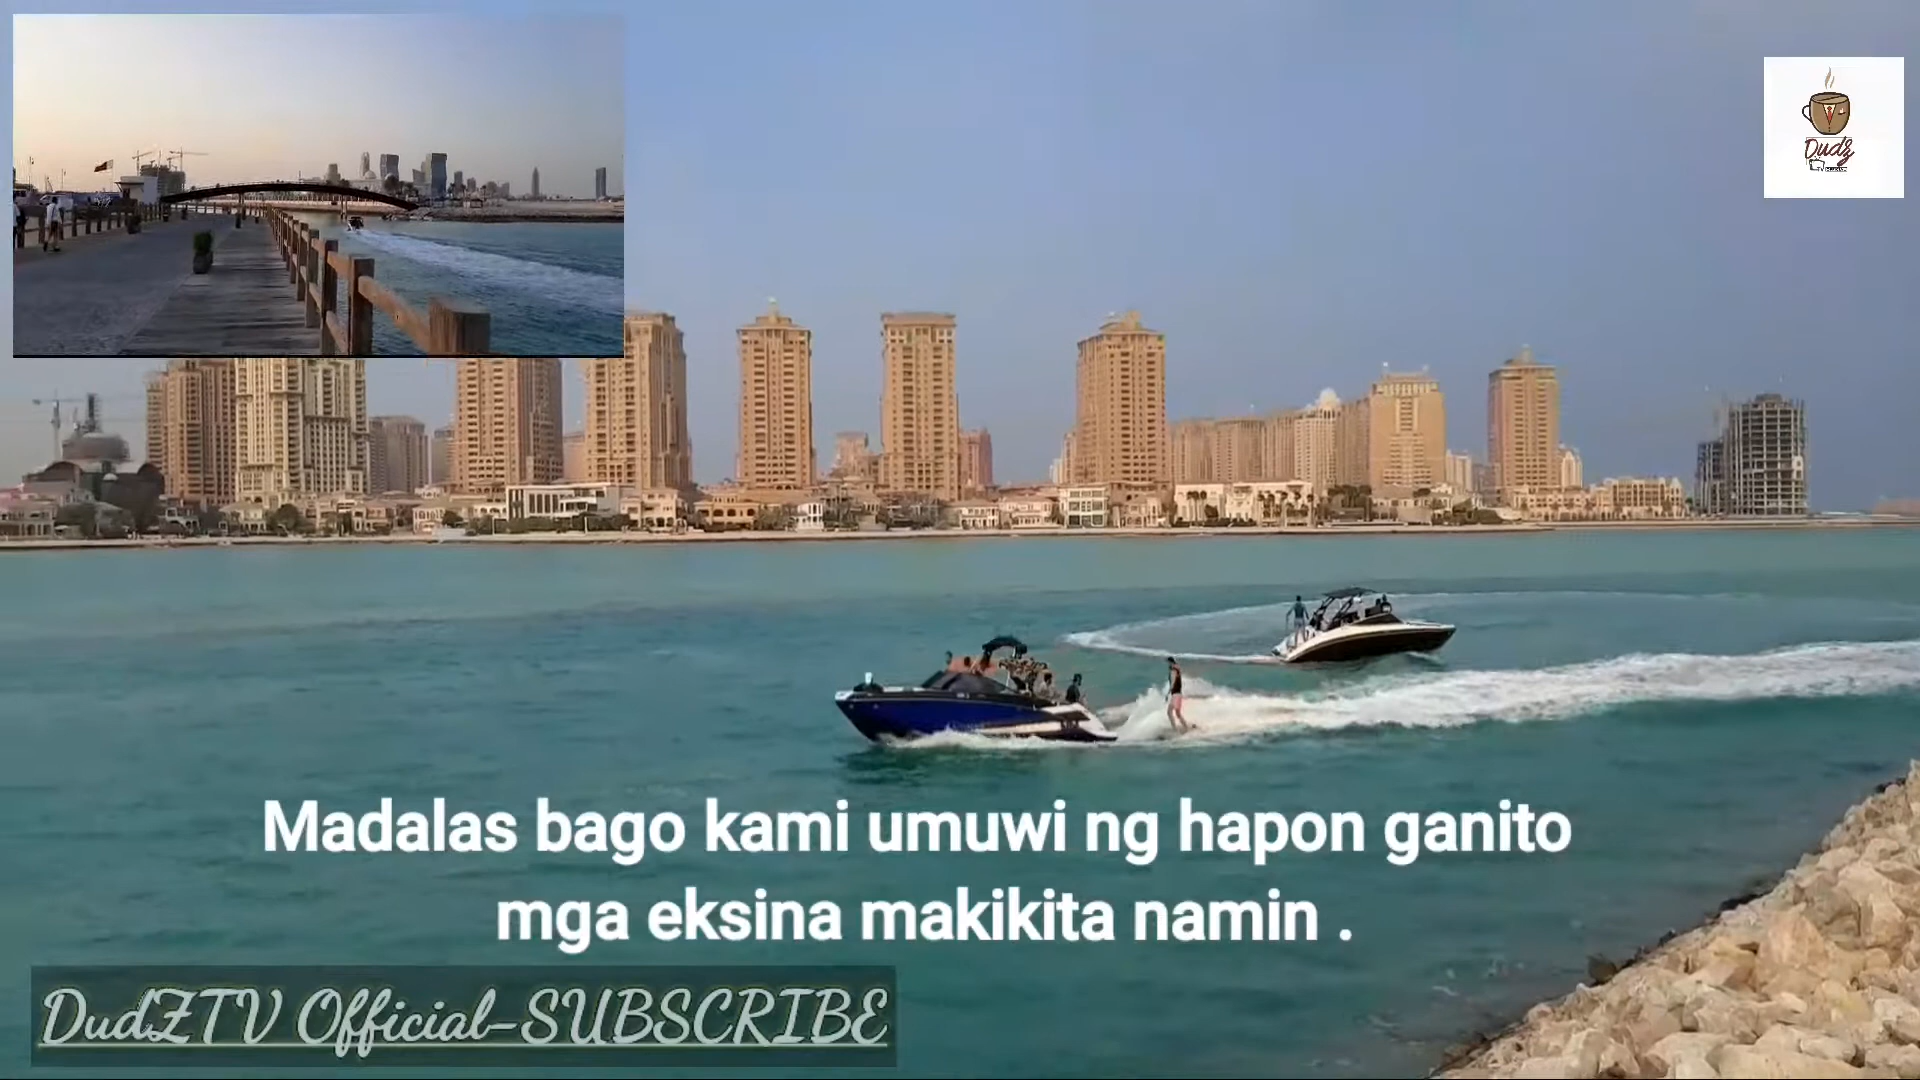 Dudz
Madalas bago kami umuwi ng hapon ganito
mga eksina makikita namin .
DudZTV Official-SUBSCRIBE